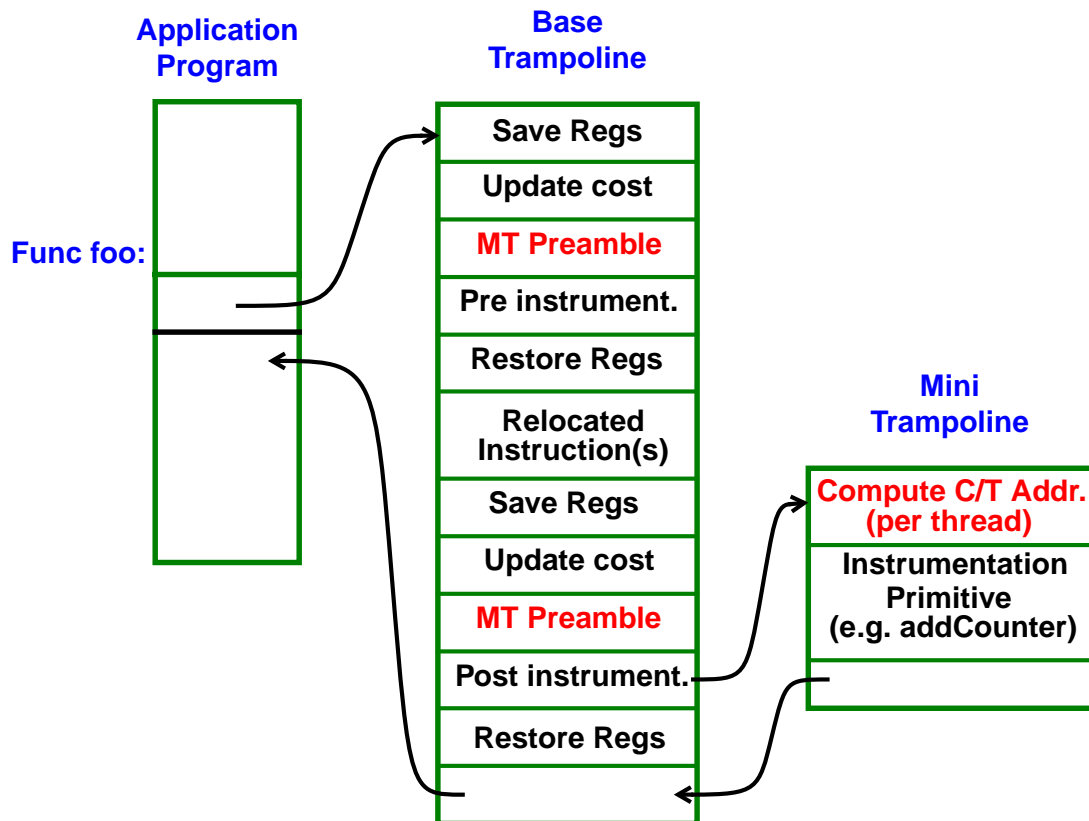 Application
Program
Base
Trampoline
Func foo:
Save Regs
Update cost
MT Preamble
Pre instrument.
Restore Regs
Relocated
Instruction(s)
Save Regs
Update cost
MT Preamble
Post instrument.
Restore Regs
Mini
Trampoline
Compute C/T Addr.
(per thread)
Instrumentation
Primitive
(e.g. addCounter)